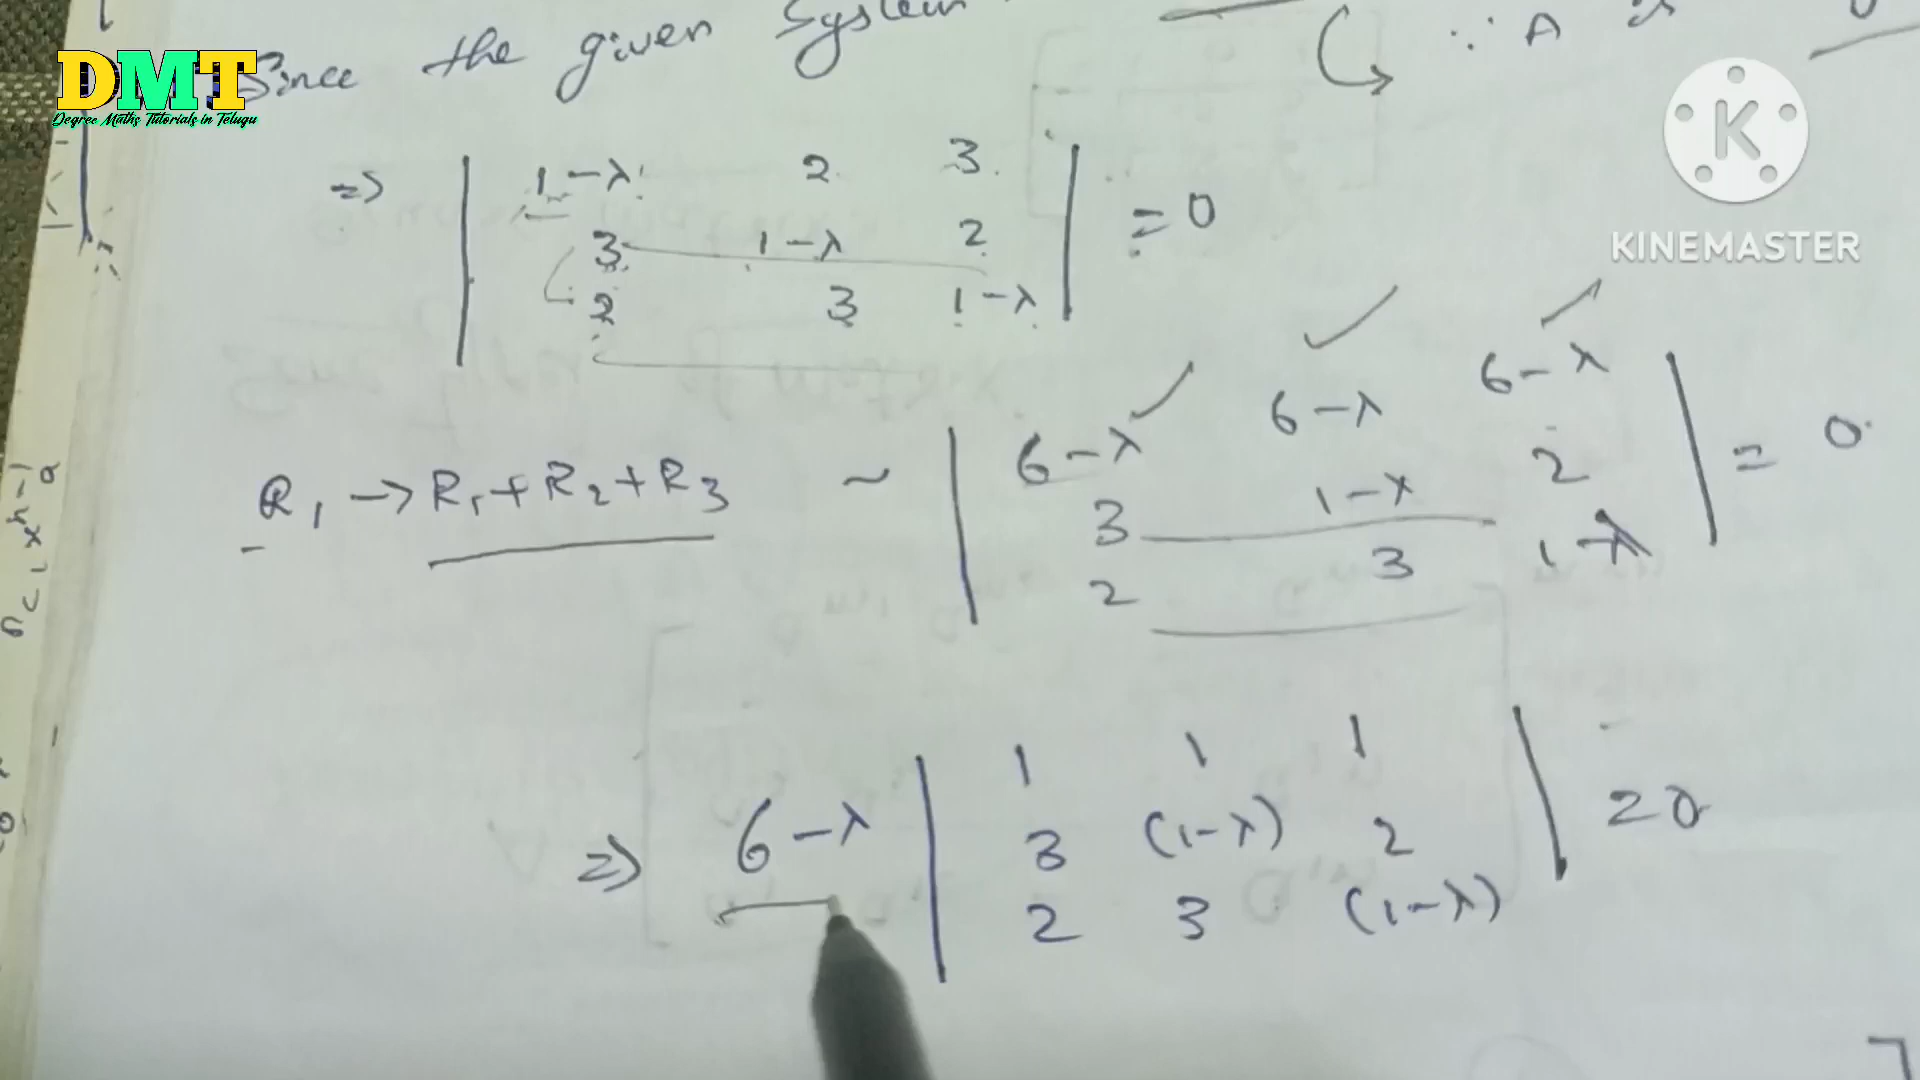 Since the given System
∵ A is
DMT
Degree Maths Tutorials in Telugu
K
KINEMASTER
⇒ | 1-λ 2 3 |
| 3 1-λ 2 | = 0
| 2 3 1-λ |
R₁ → R₁+R₂+R₃ ~ | 6-λ 6-λ 6-λ |
| 3 1-λ 2 | = 0
| 2 3 1-λ |
⇒ 6-λ | 1 1 1 |
| 3 (1-λ) 2 | = 0
| 2 3 (1-λ) |